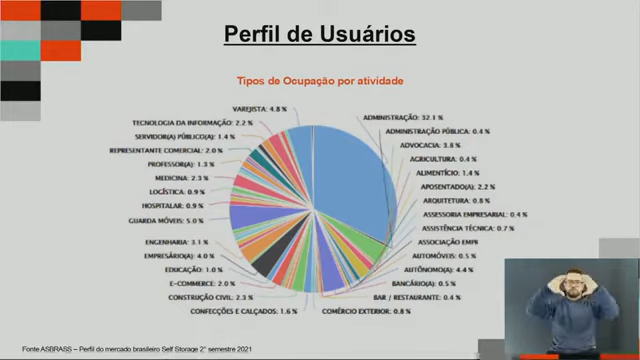 Perfil de Usuários
Tipos de Ocupação por atividade
VAREJISTA: 4.8 %
TECNOLOGIA DA INFORMAÇÃO: 2.2 %
SERVIDOR(A) PÚBLICO(A): 1.4 %
REPRESENTANTE COMERCIAL: 2.0 %
PROFESSOR(A): 1.3 %
MEDICINA: 2.3 %
LOGÍSTICA: 0.9 %
HOSPITALAR: 0.9 %
GUARDA MÓVEIS: 5.0 %
ENGENHARIA: 3.1 %
EMPRESÁRIO(A): 4.0 %
EDUCAÇÃO: 1.0 %
E-COMMERCE: 2.0 %
CONSTRUÇÃO CIVIL: 2.3 %
CONFECÇÕES E CALÇADOS: 1.6 %
ADMINISTRAÇÃO: 32.1 %
ADMINISTRAÇÃO PÚBLICA: 0.4 %
ADVOCACIA: 3.8 %
AGRICULTURA: 0.4 %
ALIMENTÍCIO: 1.4 %
APOSENTADO(A): 2.2 %
ARQUITETURA: 0.8 %
ASSESSORIA EMPRESARIAL: 0.4 %
ASSISTÊNCIA TÉCNICA: 0.7 %
ASSOCIAÇÃO EMPR
AUTOMÓVEIS: 0.5 %
AUTÔNOMO(A): 4.4 %
BANCÁRIO(A): 0.5 %
BAR / RESTAURANTE: 0.4 %
COMÉRCIO EXTERIOR: 0.8 %
Fonte ASBRASS – Perfil do mercado brasileiro Self Storage 2° semestre 2021